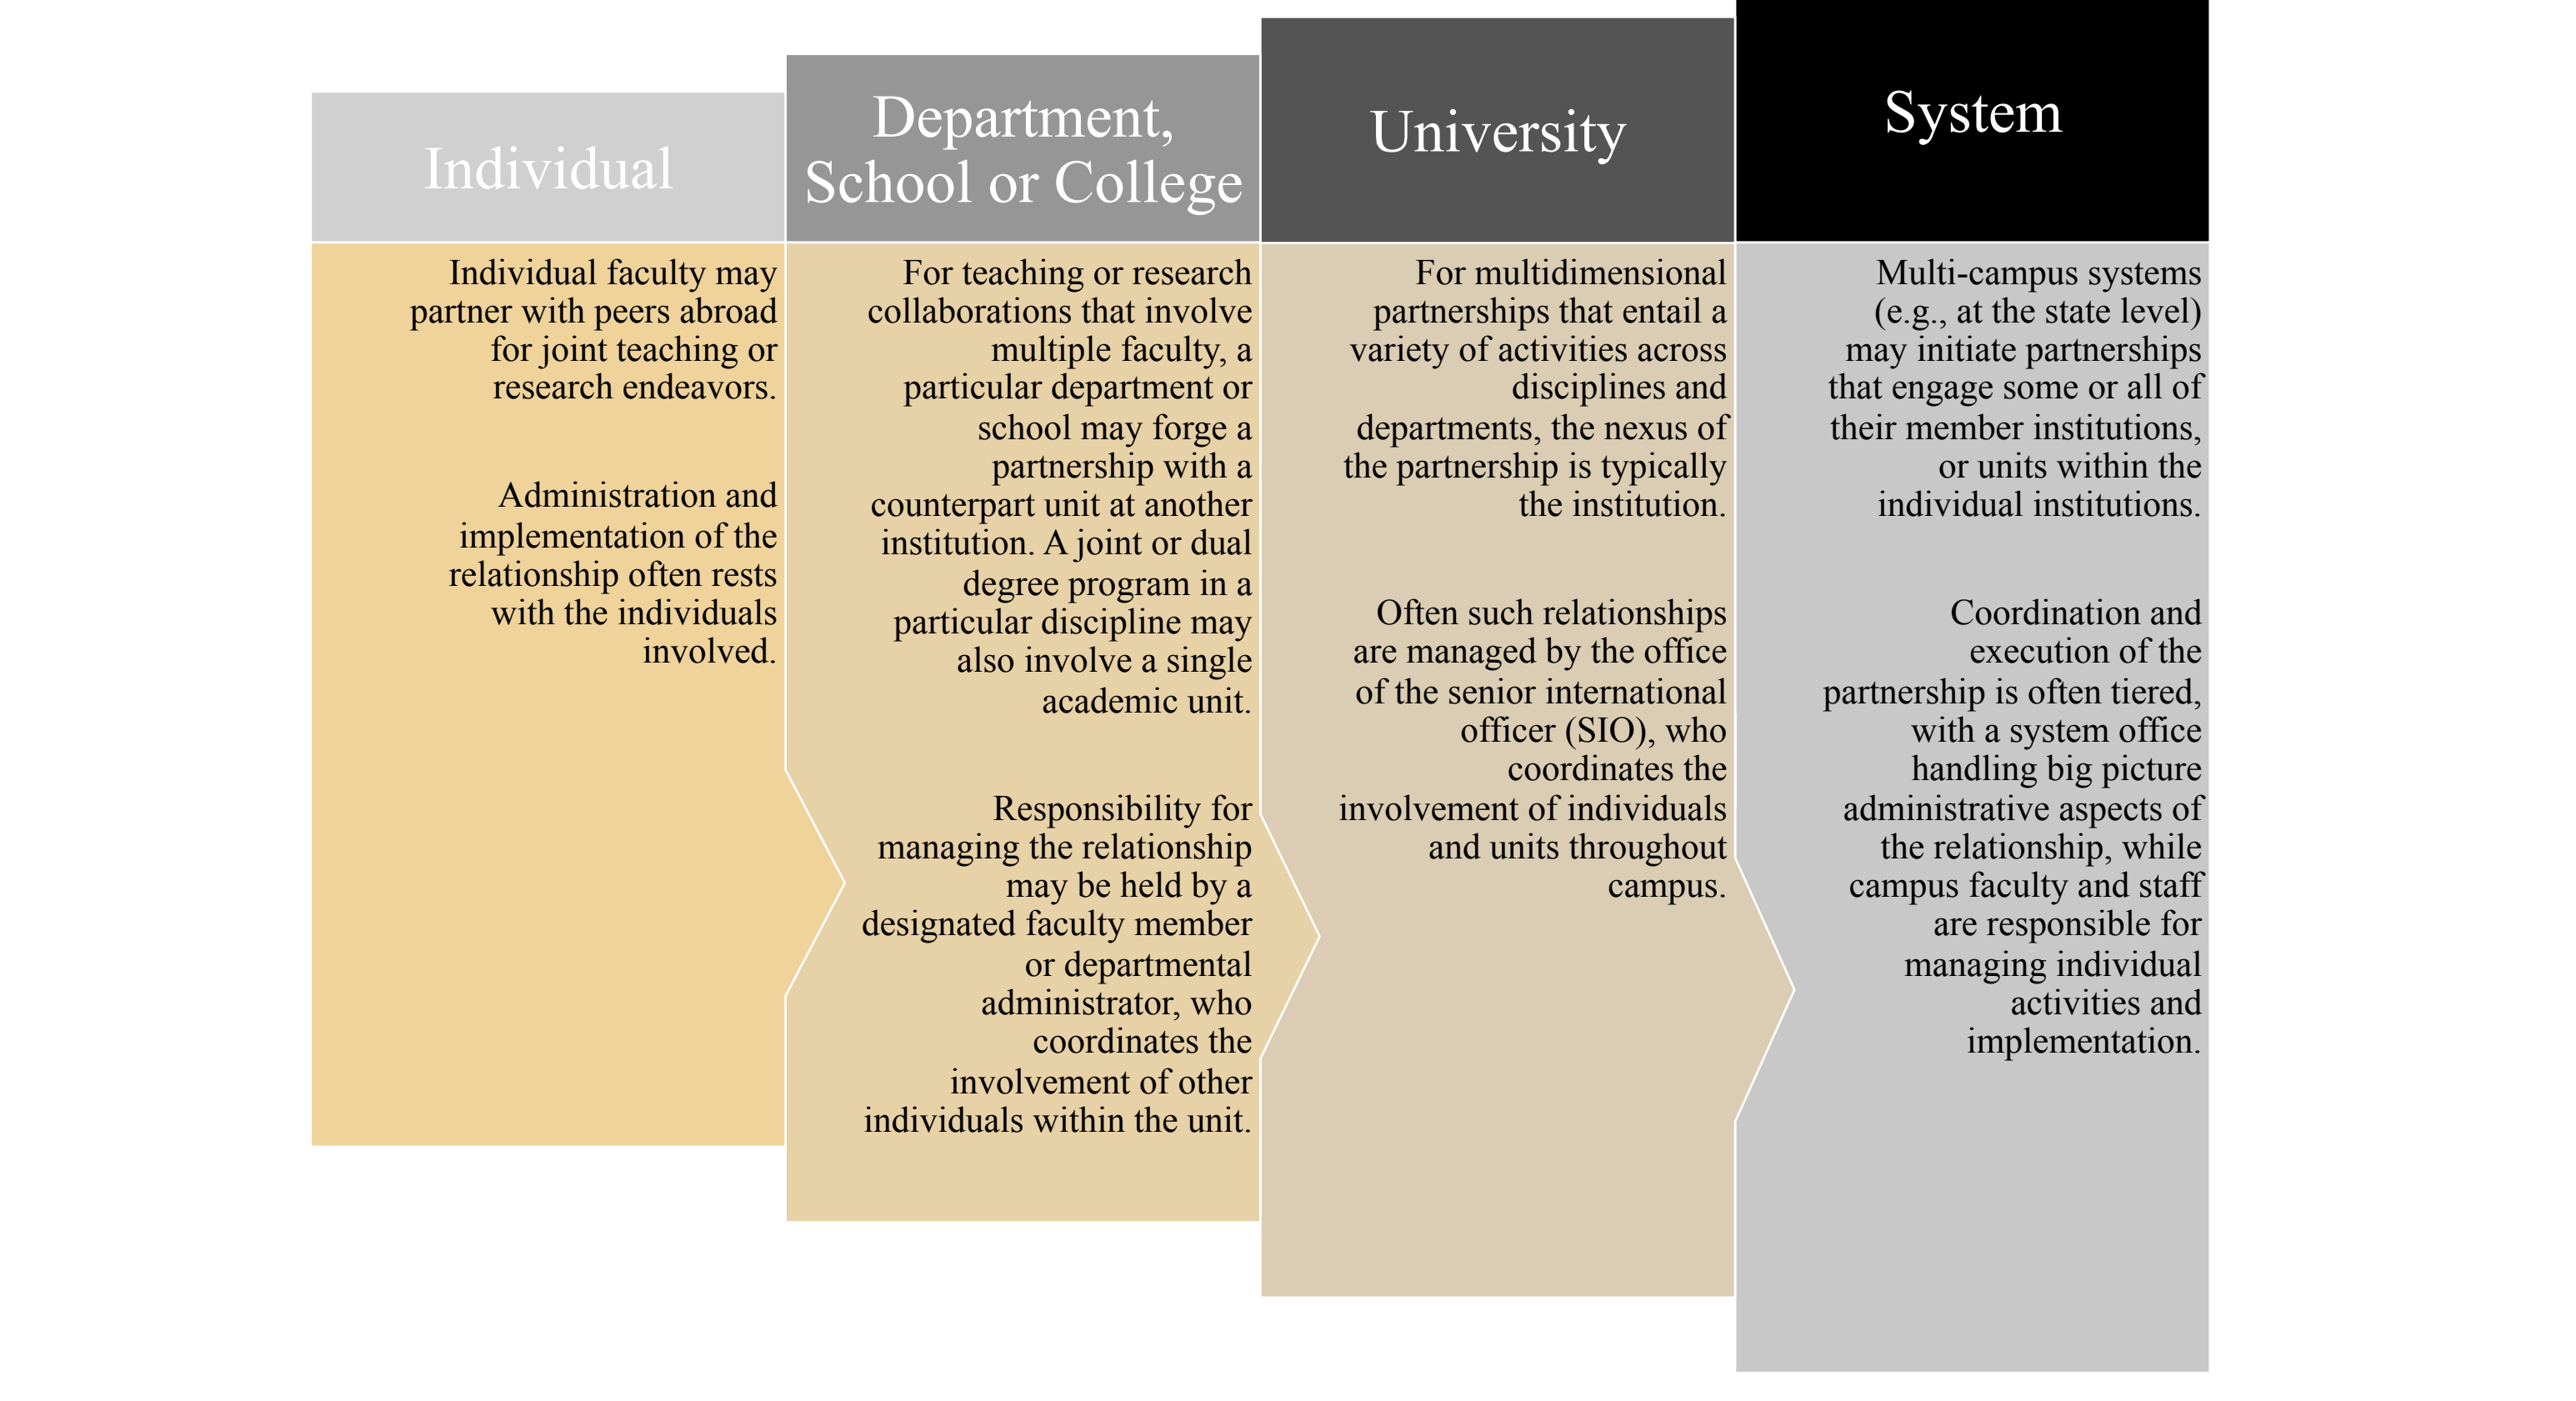 Individual
Individual faculty may
partner with peers abroad
for joint teaching or
research endeavors.
Administration and
implementation of the
relationship often rests
with the individuals
involved.
Department,
School or College
For teaching or research
collaborations that involve
multiple faculty, a
particular department or
school may forge a
partnership with a
counterpart unit at another
institution. A joint or dual
degree program in a
particular discipline may
also involve a single
academic unit.
Responsibility for
managing the relationship
may be held by a
designated faculty member
or departmental
administrator, who
coordinates the
involvement of other
individuals within the unit.
University
For multidimensional
partnerships that entail a
variety of activities across
disciplines and
departments, the nexus of
the partnership is typically
the institution.
Often such relationships
are managed by the office
of the senior international
officer (SIO), who
coordinates the
involvement of individuals
and units throughout
campus.
System
Multi-campus systems
(e.g., at the state level)
may initiate partnerships
that engage some or all of
their member institutions,
or units within the
individual institutions.
Coordination and
execution of the
partnership is often tiered,
with a system office
handling big picture
administrative aspects of
the relationship, while
campus faculty and staff
are responsible for
managing individual
activities and
implementation.